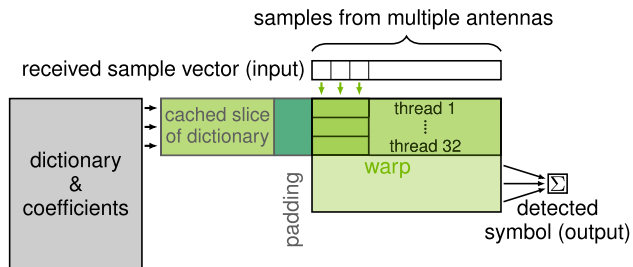 samples from multiple antennas
received sample vector (input)
cached slice
of dictionary
thread 1
thread 32
dictionary
&
coefficients
padding
warp
Σ
detected
symbol (output)